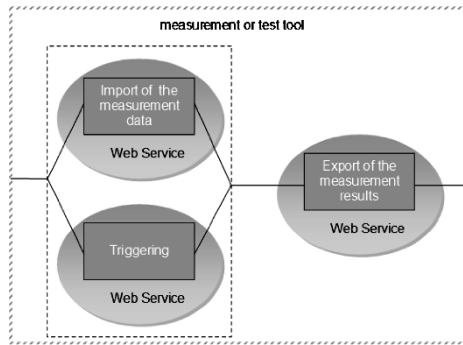 measurement or test tool
Import of the
measurement
data
Web Service
Export of the
measurement
results
Web Service
Triggering
Web Service